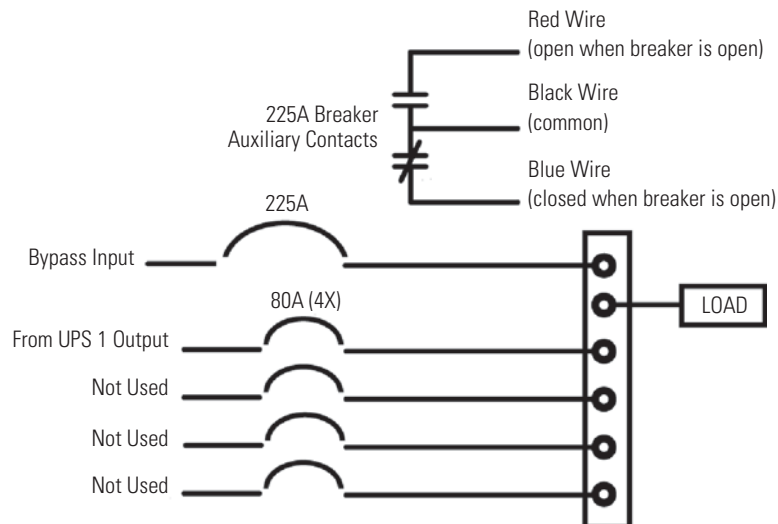 Red Wire
(open when breaker is open)
Black Wire
(common)
225A Breaker
Auxiliary Contacts
Blue Wire
(closed when breaker is open)
225A
Bypass Input
LOAD
80A (4X)
From UPS 1 Output
Not Used
Not Used
Not Used